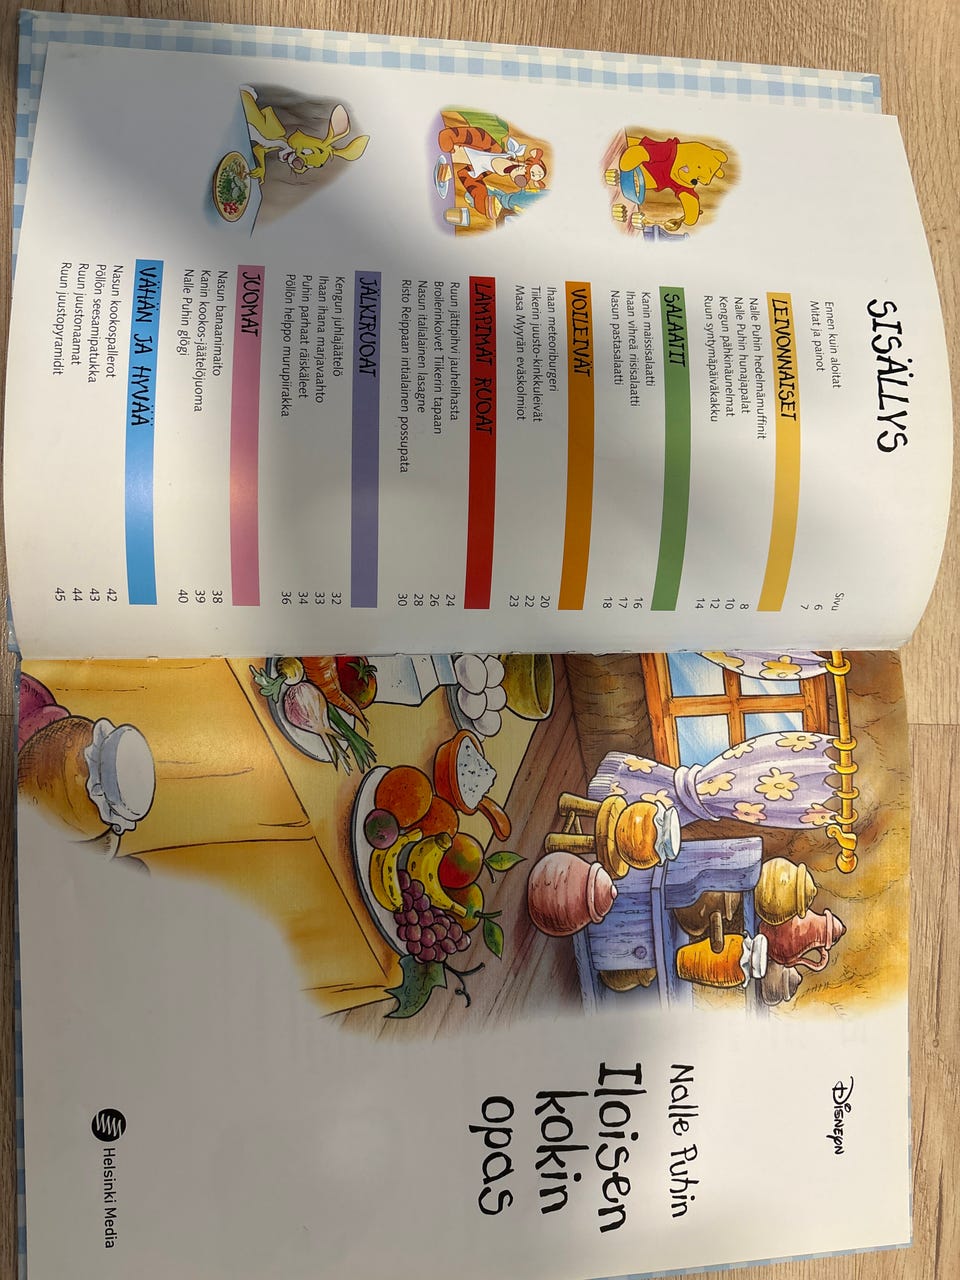 SISÄLLYS
Sivu
Ennen kuin aloitat 6
Mitat ja painot 7
LEIVONNAISET
Nalle Puhin hedelmämuffinit 8
Nalle Puhin hunajapalat 10
Kengun pähkinäunelmat 12
Ruun syntymäpäiväkakku 14
SALAATIT
Kanin maissisalaatti 16
Ihaan vihreä riisisalaatti 17
Nasun pastasalaatti 18
VOILEIVÄT
Ihaan meteoriburgeri 20
Tiikerin juusto-kinkkuleivät 22
Masa Myyrän eväskolmiot 23
LÄMPIMÄT RUOAT
Ruun jättipihvi jauhelihasta 24
Broilerinkoivet Tiikerin tapaan 26
Nasun italialainen lasagne 28
Risto Reippaan intialainen possupata 30
JÄLKIRUOAT
Kengun juhlajäätelö 32
Ihaan ihana marjavaahto 33
Puhin parhaat räiskäleet 34
Pöllön helppo murupiirakka 36
JUOMAT
Nasun banaanimaito 38
Kanin kookos-jäätelöjuoma 39
Nalle Puhin glögi 40
VÄHÄN JA HYVÄÄ
Nasun kookospallerot 42
Pöllön seesamipatukka 43
Ruun juustonaamat 44
Ruun juustopyramidit 45
Disney
Nalle Puhin
Iloisen
kokin
opas
Helsinki Media